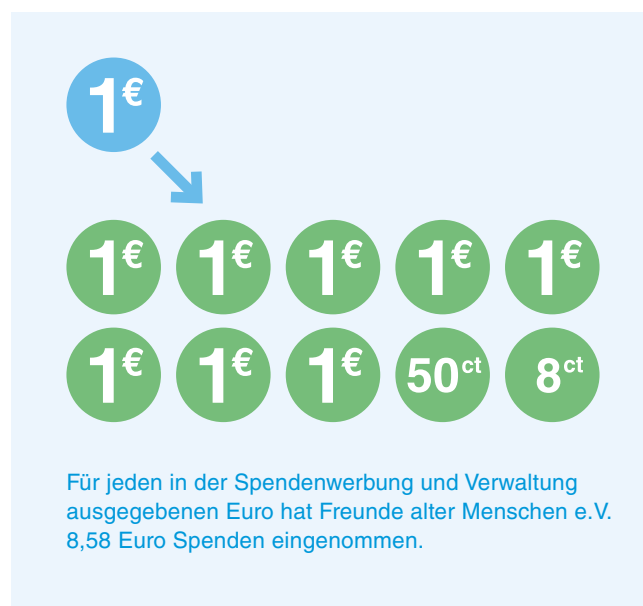 1€
1€ 1€ 1€ 1€ 1€
1€ 1€ 1€ 50ct 8ct
Für jeden in der Spendenwerbung und Verwaltung
ausgegebenen Euro hat Freunde alter Menschen e.V.
8,58 Euro Spenden eingenommen.